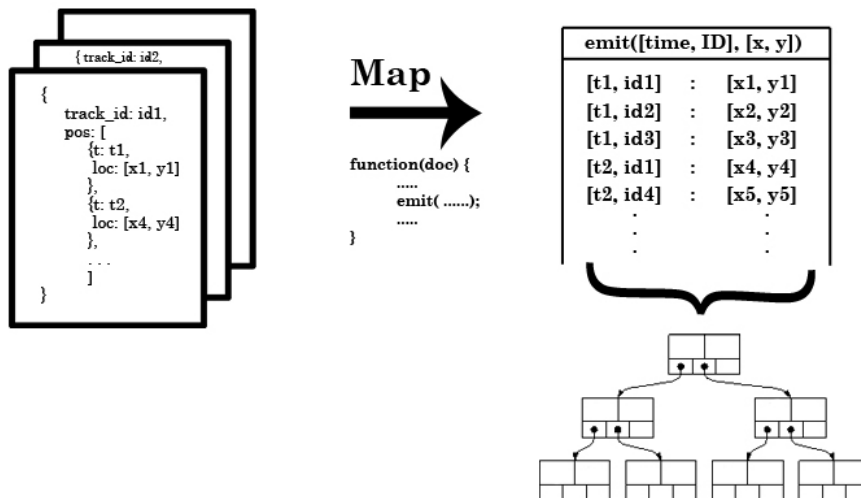 { track_id: id2,
{
track_id: id1,
pos: [
{t: t1,
loc: [x1, y1]
},
{t: t2,
loc: [x4, y4]
},
. . .
]
}
Map
function(doc) {
.....
emit( ......);
.....
}
emit([time, ID], [x, y])
[t1, id1] : [x1, y1]
[t1, id2] : [x2, y2]
[t1, id3] : [x3, y3]
[t2, id1] : [x4, y4]
[t2, id4] : [x5, y5]
. .
. .
. .